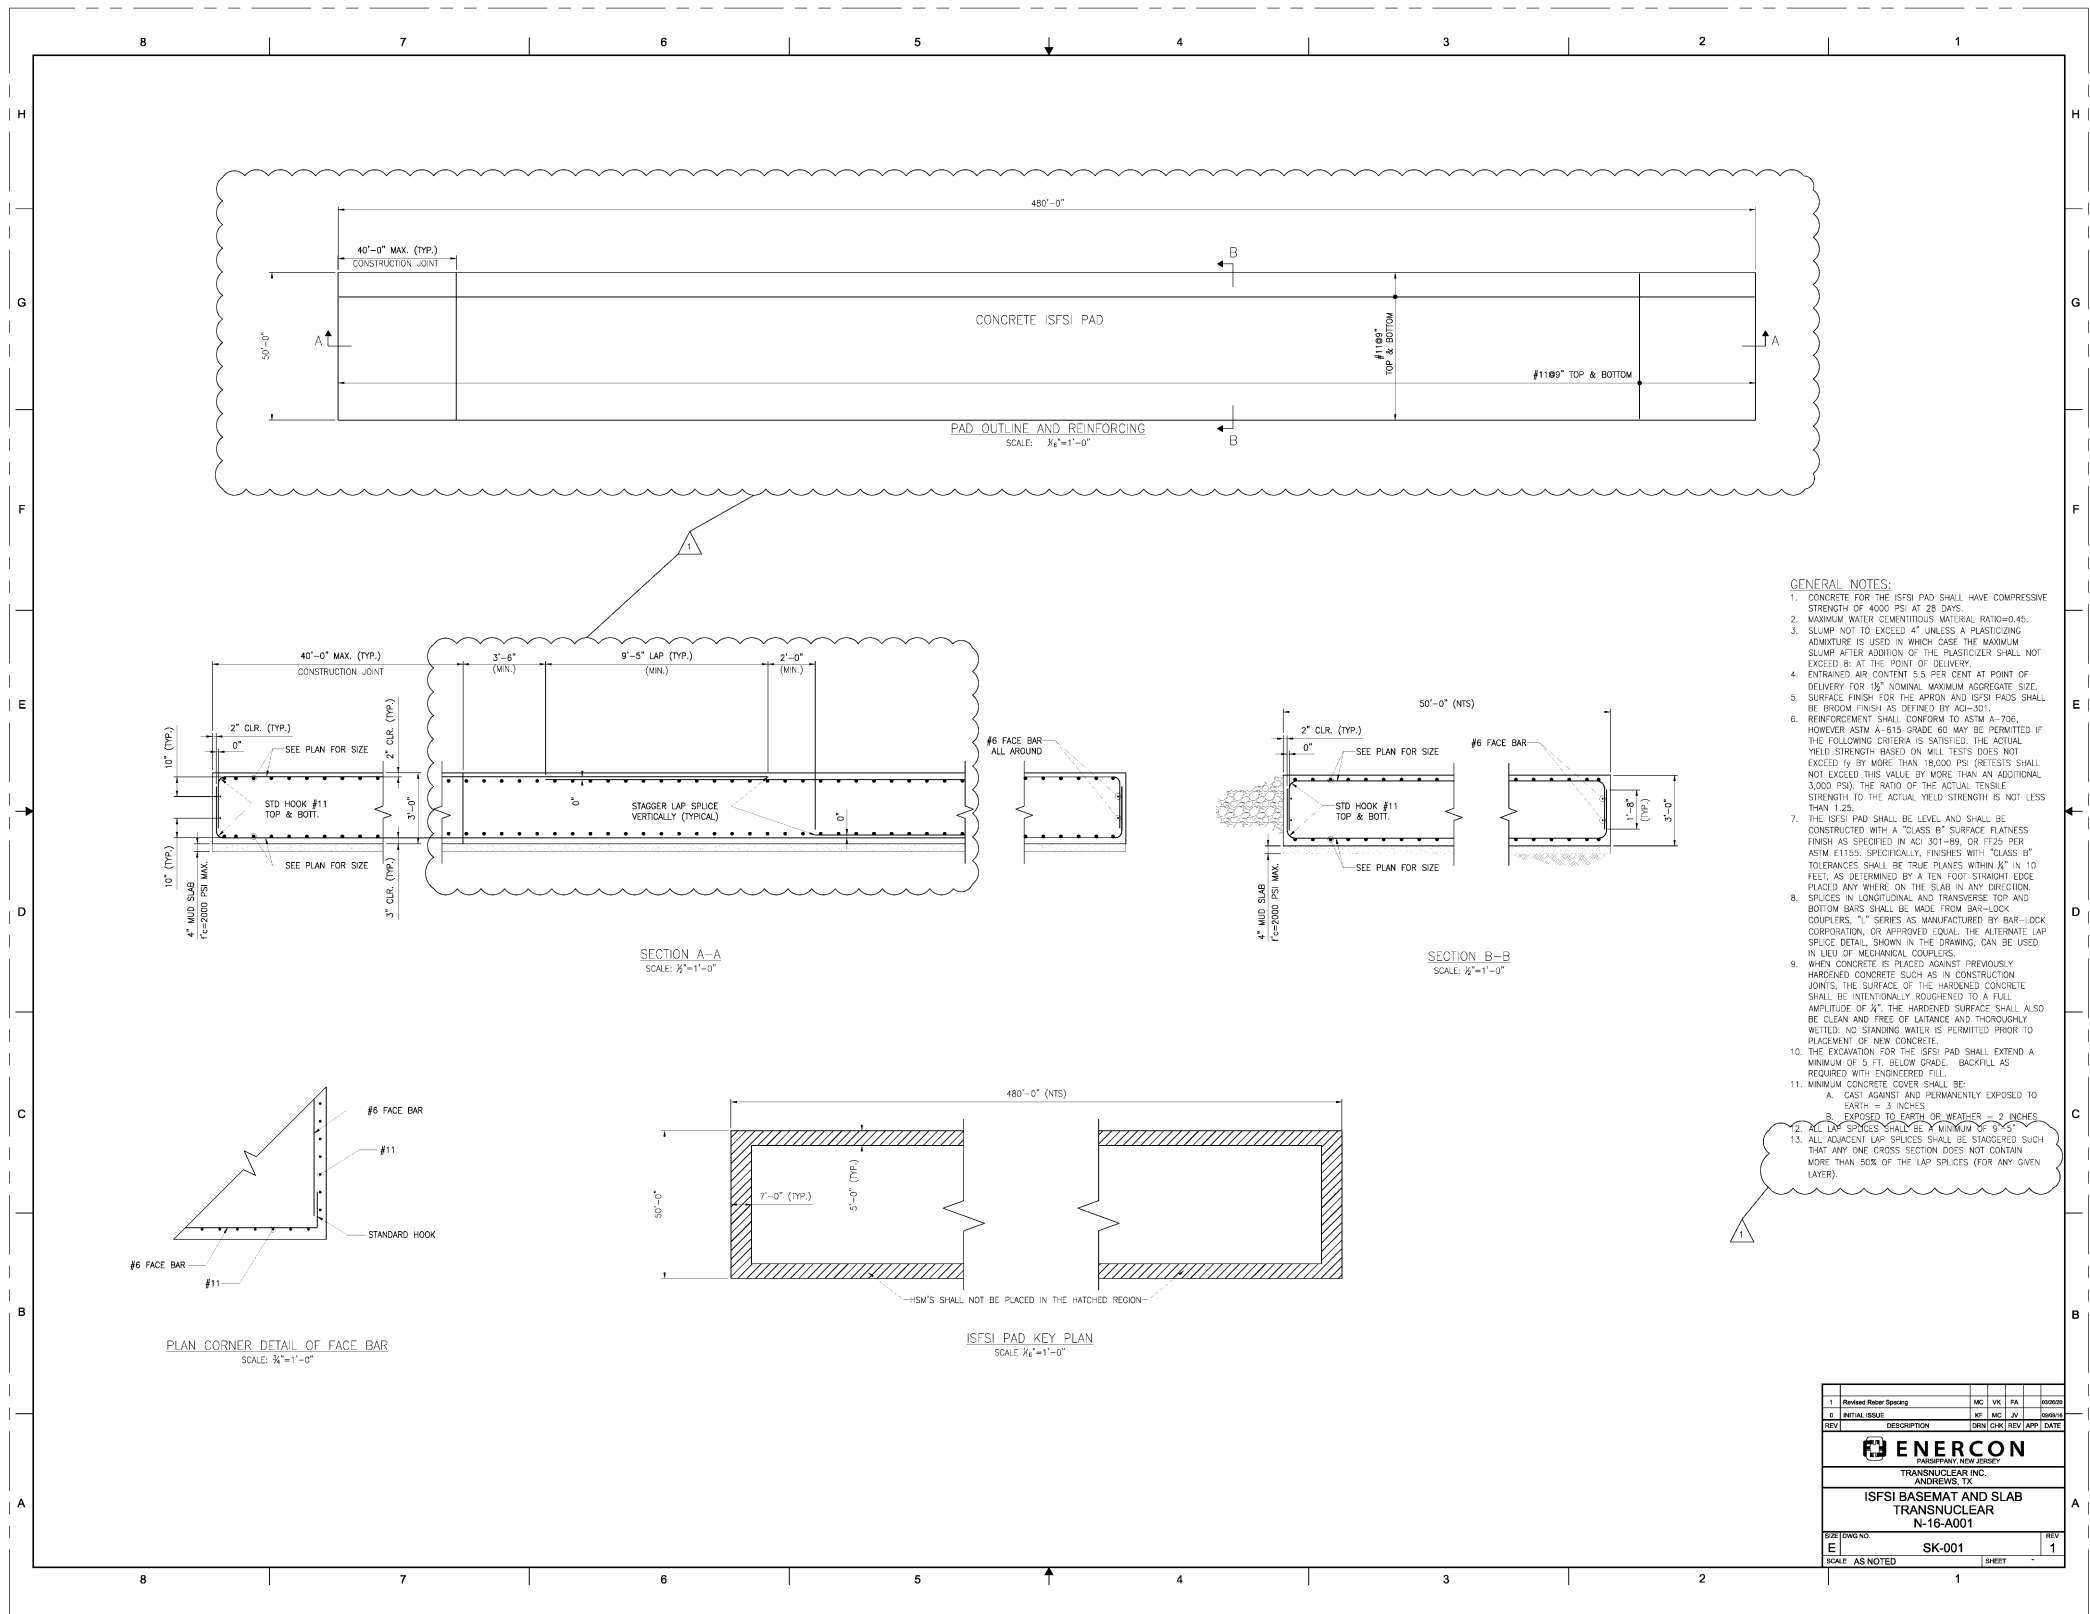 8 7 6 5 4 3 2 1
H H
480'-0"
40'-0" MAX. (TYP.)
CONSTRUCTION JOINT
B
G G
CONCRETE ISFSI PAD
A A
50'-0"
#11@9"
TOP & BOTTOM
#11@9" TOP & BOTTOM
PAD OUTLINE AND REINFORCING
SCALE: 1/16"=1'-0"
B
F F
1
GENERAL NOTES:
1. CONCRETE FOR THE ISFSI PAD SHALL HAVE COMPRESSIVE
STRENGTH OF 4000 PSI AT 28 DAYS.
2. MAXIMUM WATER CEMENTITIOUS MATERIAL RATIO=0.45.
3. SLUMP NOT TO EXCEED 4" UNLESS A PLASTICIZING
ADMIXTURE IS USED IN WHICH CASE THE MAXIMUM
SLUMP AFTER ADDITION OF THE PLASTICIZER SHALL NOT
EXCEED 8: AT THE POINT OF DELIVERY.
4. ENTRAINED AIR CONTENT 5.5 PER CENT AT POINT OF
DELIVERY FOR 1½" NOMINAL MAXIMUM AGGREGATE SIZE.
5. SURFACE FINISH FOR THE APRON AND ISFSI PADS SHALL
BE BROOM FINISH AS DEFINED BY ACI-301.
6. REINFORCEMENT SHALL CONFORM TO ASTM A-706,
HOWEVER ASTM A-615 GRADE 60 MAY BE PERMITTED IF
THE FOLLOWING CRITERIA IS SATISFIED. THE ACTUAL
YIELD STRENGTH BASED ON MILL TESTS DOES NOT
EXCEED fy BY MORE THAN 18,000 PSI (RETESTS SHALL
NOT EXCEED THIS VALUE BY MORE THAN AN ADDITIONAL
3,000 PSI). THE RATIO OF THE ACTUAL TENSILE
STRENGTH TO THE ACTUAL YIELD STRENGTH IS NOT LESS
THAN 1.25.
7. THE ISFSI PAD SHALL BE LEVEL AND SHALL BE
CONSTRUCTED WITH A "CLASS B" SURFACE FLATNESS
FINISH AS SPECIFIED IN ACI 301-89, OR FF25 PER
ASTM E1155. SPECIFICALLY, FINISHES WITH "CLASS B"
TOLERANCES SHALL BE TRUE PLANES WITHIN ¼" IN 10
FEET, AS DETERMINED BY A TEN FOOT STRAIGHT EDGE
PLACED ANY WHERE ON THE SLAB IN ANY DIRECTION.
8. SPLICES IN LONGITUDINAL AND TRANSVERSE TOP AND
BOTTOM BARS SHALL BE MADE FROM BAR-LOCK
COUPLERS, "L" SERIES AS MANUFACTURED BY BAR-LOCK
CORPORATION, OR APPROVED EQUAL. THE ALTERNATE LAP
SPLICE DETAIL, SHOWN IN THE DRAWING, CAN BE USED
IN LIEU OF MECHANICAL COUPLERS.
9. WHEN CONCRETE IS PLACED AGAINST PREVIOUSLY
HARDENED CONCRETE SUCH AS IN CONSTRUCTION
JOINTS, THE SURFACE OF THE HARDENED CONCRETE
SHALL BE INTENTIONALLY ROUGHENED TO A FULL
AMPLITUDE OF ¼". THE HARDENED SURFACE SHALL ALSO
BE CLEAN AND FREE OF LAITANCE AND THOROUGHLY
WETTED. NO STANDING WATER IS PERMITTED PRIOR TO
PLACEMENT OF NEW CONCRETE.
10. THE EXCAVATION FOR THE ISFSI PAD SHALL EXTEND A
MINIMUM OF 5 FT. BELOW GRADE. BACKFILL AS
REQUIRED WITH ENGINEERED FILL.
11. MINIMUM CONCRETE COVER SHALL BE:
A. CAST AGAINST AND PERMANENTLY EXPOSED TO
EARTH = 3 INCHES
B. EXPOSED TO EARTH OR WEATHER = 2 INCHES
12. ALL LAP SPLICES SHALL BE A MINIMUM OF 9'-5"
13. ALL ADJACENT LAP SPLICES SHALL BE STAGGERED SUCH
THAT ANY ONE CROSS SECTION DOES NOT CONTAIN
MORE THAN 50% OF THE LAP SPLICES (FOR ANY GIVEN
LAYER).
1
40'-0" MAX. (TYP.)
CONSTRUCTION JOINT
3'-6"
(MIN.)
9'-5" LAP (TYP.)
(MIN.)
2'-0"
(MIN.)
E E
2" CLR. (TYP.)
0"
10" (TYP.)
SEE PLAN FOR SIZE
2" CLR. (TYP.)
#6 FACE BAR
ALL AROUND
STD HOOK #11
TOP & BOTT.
3'-0"
0"
STAGGER LAP SPLICE
VERTICALLY (TYPICAL)
0"
SEE PLAN FOR SIZE
10" (TYP.)
4" MUD SLAB
f'c=2000 PSI MAX.
3" CLR. (TYP.)
SECTION A-A
SCALE: ½"=1'-0"
50'-0" (NTS)
2" CLR. (TYP.)
0"
SEE PLAN FOR SIZE
#6 FACE BAR
STD HOOK #11
TOP & BOTT.
1'-8"
(TYP.)
3'-0"
SEE PLAN FOR SIZE
4" MUD SLAB
f'c=2000 PSI MAX.
SECTION B-B
SCALE: ½"=1'-0"
D D
C C
#6 FACE BAR
#11
STANDARD HOOK
#6 FACE BAR
#11
PLAN CORNER DETAIL OF FACE BAR
SCALE: ¾"=1'-0"
480'-0" (NTS)
50'-0"
7'-0" (TYP.)
5'-0" (TYP.)
HSM'S SHALL NOT BE PLACED IN THE HATCHED REGION
ISFSI PAD KEY PLAN
SCALE 1/16"=1'-0"
B B
1 Revised Rebar Spacing MC VK FA
0 INITIAL ISSUE KF MC JV
REV DESCRIPTION DRN CHK REV APP DATE
ENERCON
PARSIPPANY, NEW JERSEY
TRANSNUCLEAR INC.
ANDREWS, TX
ISFSI BASEMAT AND SLAB
TRANSNUCLEAR
N-16-A001
SIZE DWG NO. REV
E SK-001 1
SCALE AS NOTED SHEET -
A A
8 7 6 5 4 3 2 1